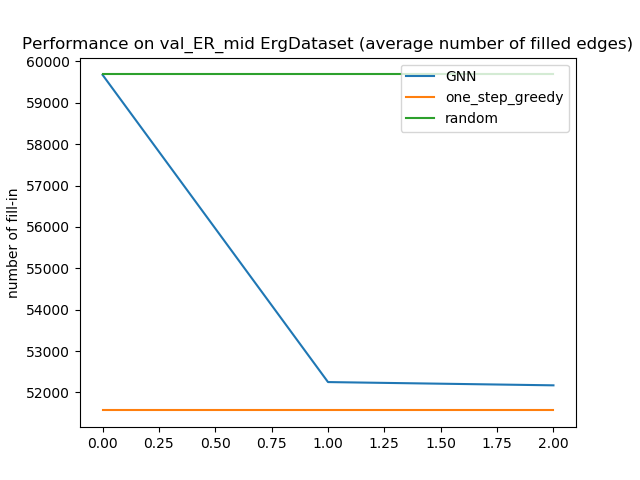 Performance on val_ER_mid ErgDataset (average number of filled edges)
60000
59000
58000
57000
56000
55000
54000
53000
52000
number of fill-in
GNN
one_step_greedy
random
0.00 0.25 0.50 0.75 1.00 1.25 1.50 1.75 2.00